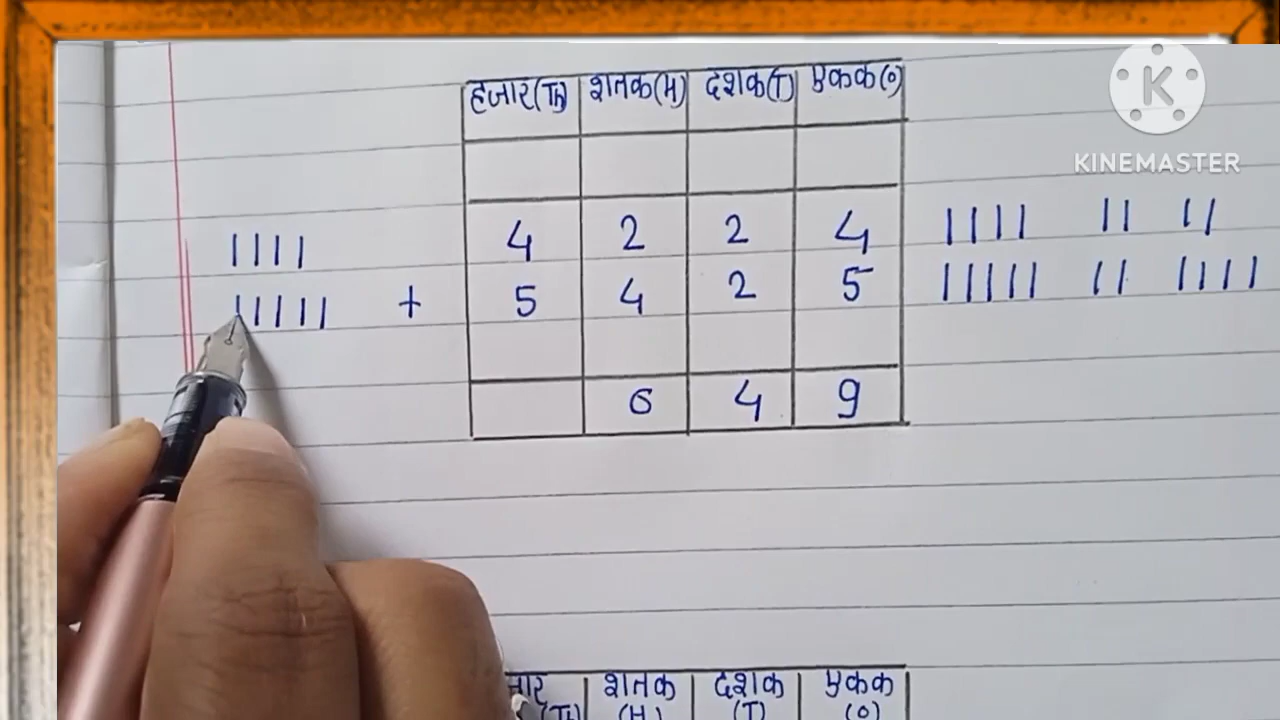 हजार(Th) शतक(H) दशक(T) एकक(O)
4 2 2 4
+ 5 4 2 5
6 4 9
K
KINEMASTER
शतक दशक एकक
(H) (T) (O)